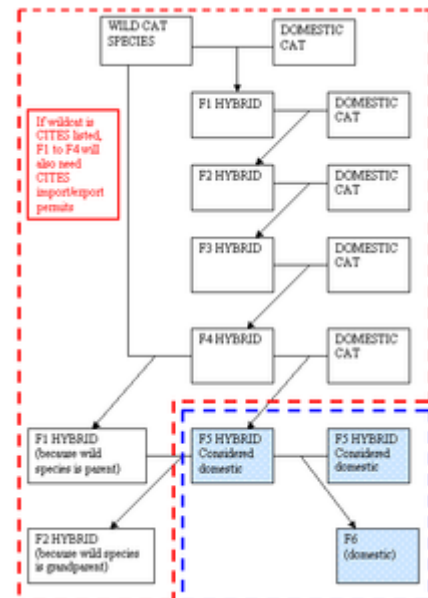 WILD CAT
SPECIES
DOMESTIC
CAT
If wildcat is
CITES listed,
F1 to F4 will
also need
CITES
import/export
permits
F1 HYBRID
DOMESTIC
CAT
F2 HYBRID
DOMESTIC
CAT
F3 HYBRID
DOMESTIC
CAT
F4 HYBRID
DOMESTIC
CAT
F1 HYBRID
(because wild
species is parent)
F5 HYBRID
Considered
domestic
F5 HYBRID
Considered
domestic
F2 HYBRID
(because wild species
is grandparent)
F6
(domestic)